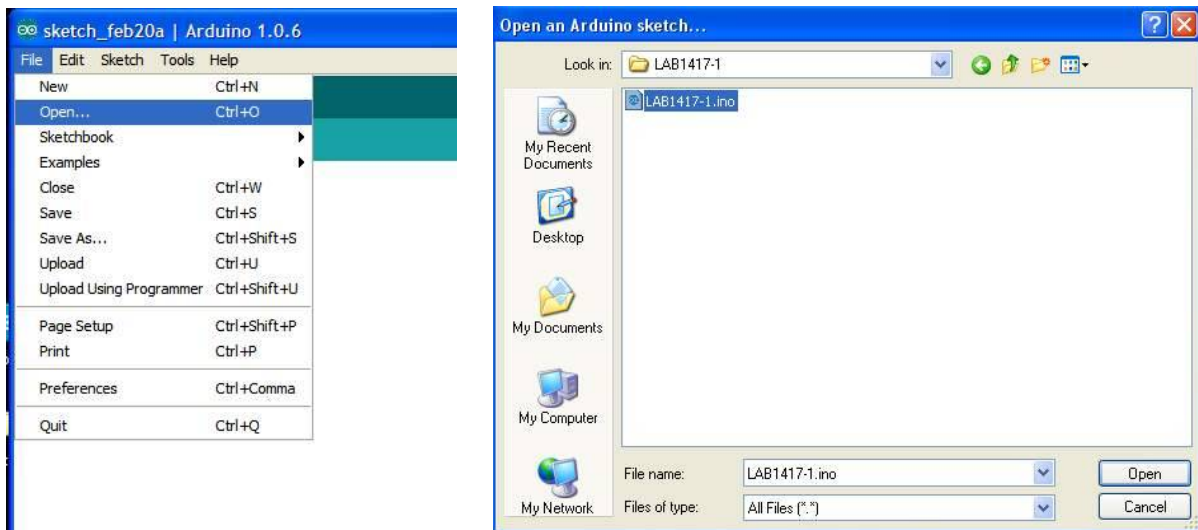 sketch_feb20a | Arduino 1.0.6
File Edit Sketch Tools Help
New Ctrl+N
Open... Ctrl+O
Sketchbook
Examples
Close Ctrl+W
Save Ctrl+S
Save As... Ctrl+Shift+S
Upload Ctrl+U
Upload Using Programmer Ctrl+Shift+U
Page Setup Ctrl+Shift+P
Print Ctrl+P
Preferences Ctrl+Comma
Quit Ctrl+Q
Open an Arduino sketch...
Look in: LAB1417-1
LAB1417-1.ino
My Recent
Documents
Desktop
My Documents
My Computer
My Network
File name: LAB1417-1.ino Open
Files of type: All Files (*.*) Cancel